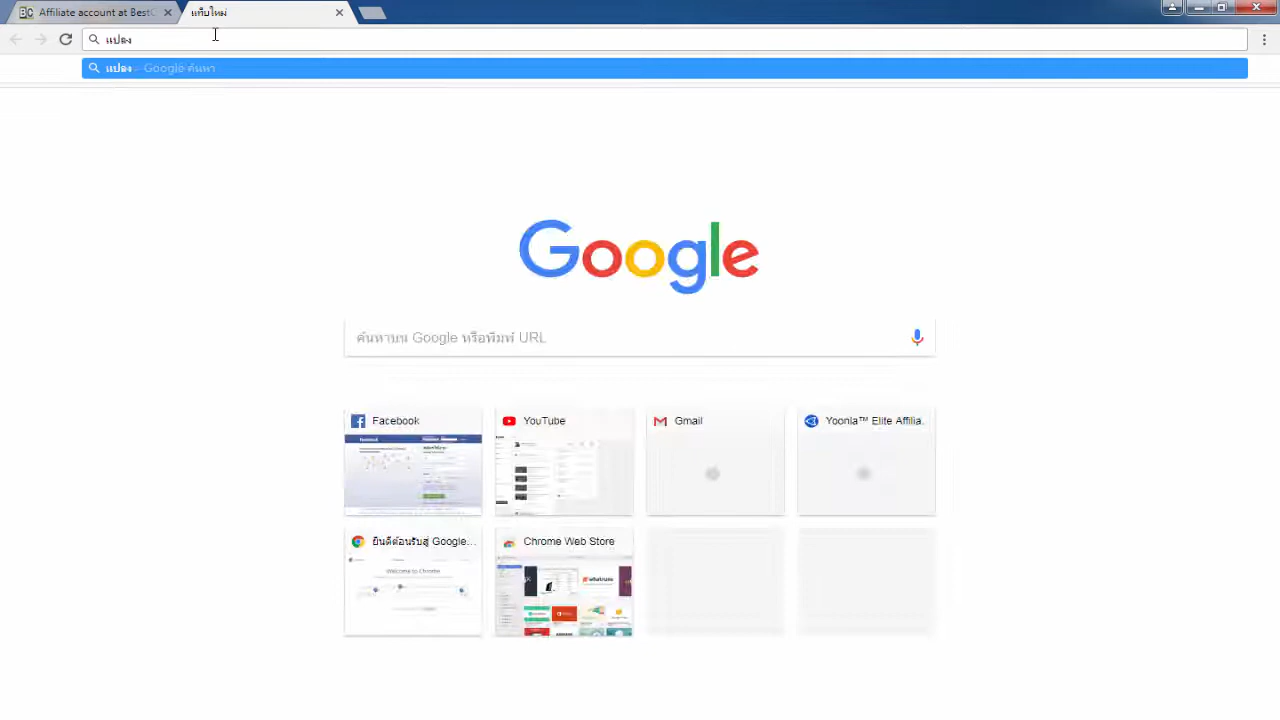 Affiliate account at BestC
แท็บใหม่
แปลง
แปลง - Google ค้นหา
Google
ค้นหาบน Google หรือพิมพ์ URL
Facebook
YouTube
Gmail
Yoonla™ Elite Affilia.
ยินดีต้อนรับสู่ Google...
Chrome Web Store
Welcome to Chrome